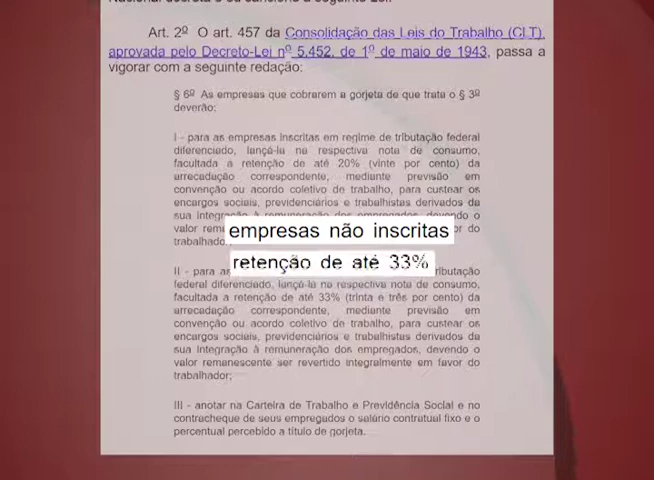 Art. 2º O art. 457 da Consolidação das Leis do Trabalho (CLT),
aprovada pelo Decreto-Lei nº 5.452, de 1º de maio de 1943, passa a
vigorar com a seguinte redação:
§ 6º As empresas que cobrarem a gorjeta de que trata o § 3º
deverão:
I - para as empresas inscritas em regime de tributação federal
diferenciado, lançá-la na respectiva nota de consumo,
facultada a retenção de até 20% (vinte por cento) da
arrecadação correspondente, mediante previsão em
convenção ou acordo coletivo de trabalho, para custear os
encargos sociais, previdenciários e trabalhistas derivados da
sua integração à remuneração dos empregados, devendo o
valor
empresas não inscritas
trabalhador
retenção de até 33%
II - para
federal diferenciado, lançá-la na respectiva nota de consumo,
facultada a retenção de até 33% (trinta e três por cento) da
arrecadação correspondente, mediante previsão em
convenção ou acordo coletivo de trabalho, para custear os
encargos sociais, previdenciários e trabalhistas derivados da
sua integração à remuneração dos empregados, devendo o
valor remanescente ser revertido integralmente em favor do
trabalhador;
III - anotar na Carteira de Trabalho e Previdência Social e no
contracheque de seus empregados o salário contratual fixo e o
percentual percebido a título de gorjeta.